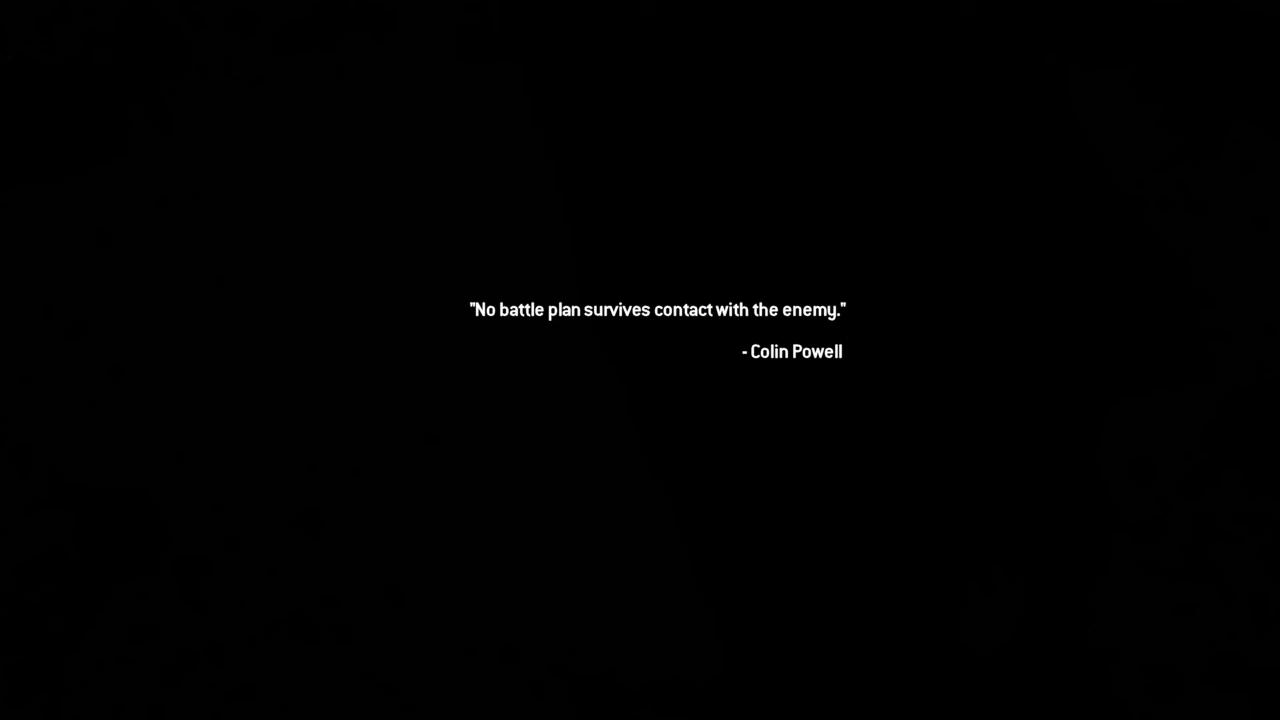 "No battle plan survives contact with the enemy."
- Colin Powell